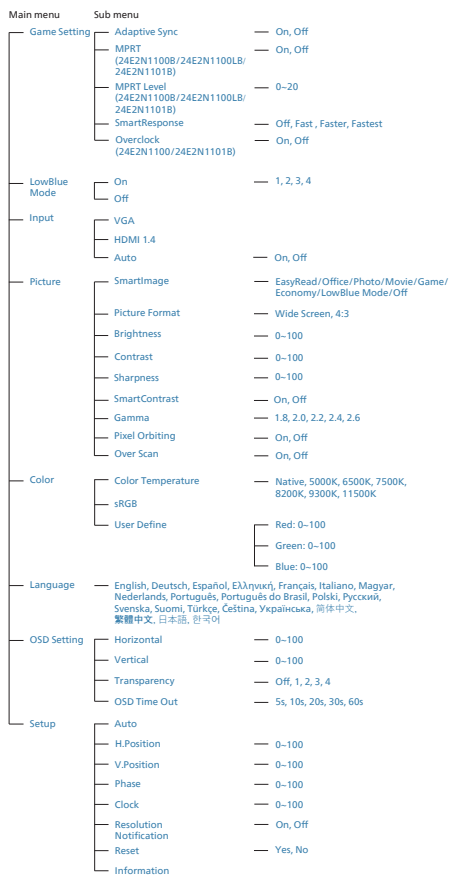 Main menu Sub menu
Game Setting Adaptive Sync On, Off
MPRT On, Off
(24E2N1100B/24E2N1100LB/
24E2N1101B)
MPRT Level 0~20
(24E2N1100B/24E2N1100LB/
24E2N1101B)
SmartResponse Off, Fast , Faster, Fastest
Overclock On, Off
(24E2N1100/24E2N1101B)
LowBlue On 1, 2, 3, 4
Mode
Off
Input VGA
HDMI 1.4
Auto On, Off
Picture SmartImage EasyRead/Office/Photo/Movie/Game/
Economy/LowBlue Mode/Off
Picture Format Wide Screen, 4:3
Brightness 0~100
Contrast 0~100
Sharpness 0~100
SmartContrast On, Off
Gamma 1.8, 2.0, 2.2, 2.4, 2.6
Pixel Orbiting On, Off
Over Scan On, Off
Color Color Temperature Native, 5000K, 6500K, 7500K,
8200K, 9300K, 11500K
sRGB
User Define Red: 0~100
Green: 0~100
Blue: 0~100
Language English, Deutsch, Español, Ελληνική, Français, Italiano, Magyar,
Nederlands, Português, Português do Brasil, Polski, Русский,
Svenska, Suomi, Türkçe, Čeština, Українська, 简体中文,
繁體中文, 日本語, 한국어
OSD Setting Horizontal 0~100
Vertical 0~100
Transparency Off, 1, 2, 3, 4
OSD Time Out 5s, 10s, 20s, 30s, 60s
Setup Auto
H.Position 0~100
V.Position 0~100
Phase 0~100
Clock 0~100
Resolution On, Off
Notification
Reset Yes, No
Information